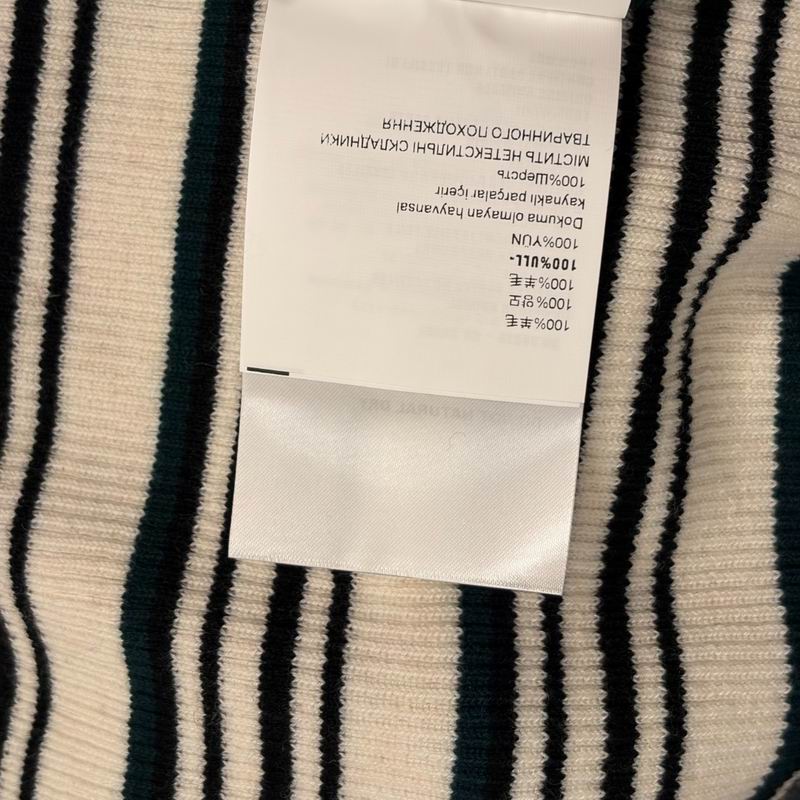 100%羊毛
100%양모
100%羊毛
100%ULL-
100%YÜN
Dokuma olmayan hayvansal
kaynaklı parçalar içerir
100%Шерсть
МІСТИТЬ НЕТЕКСТИЛЬНІ СКЛАДНИКИ
ТВАРИННОГО ПОХОДЖЕННЯ